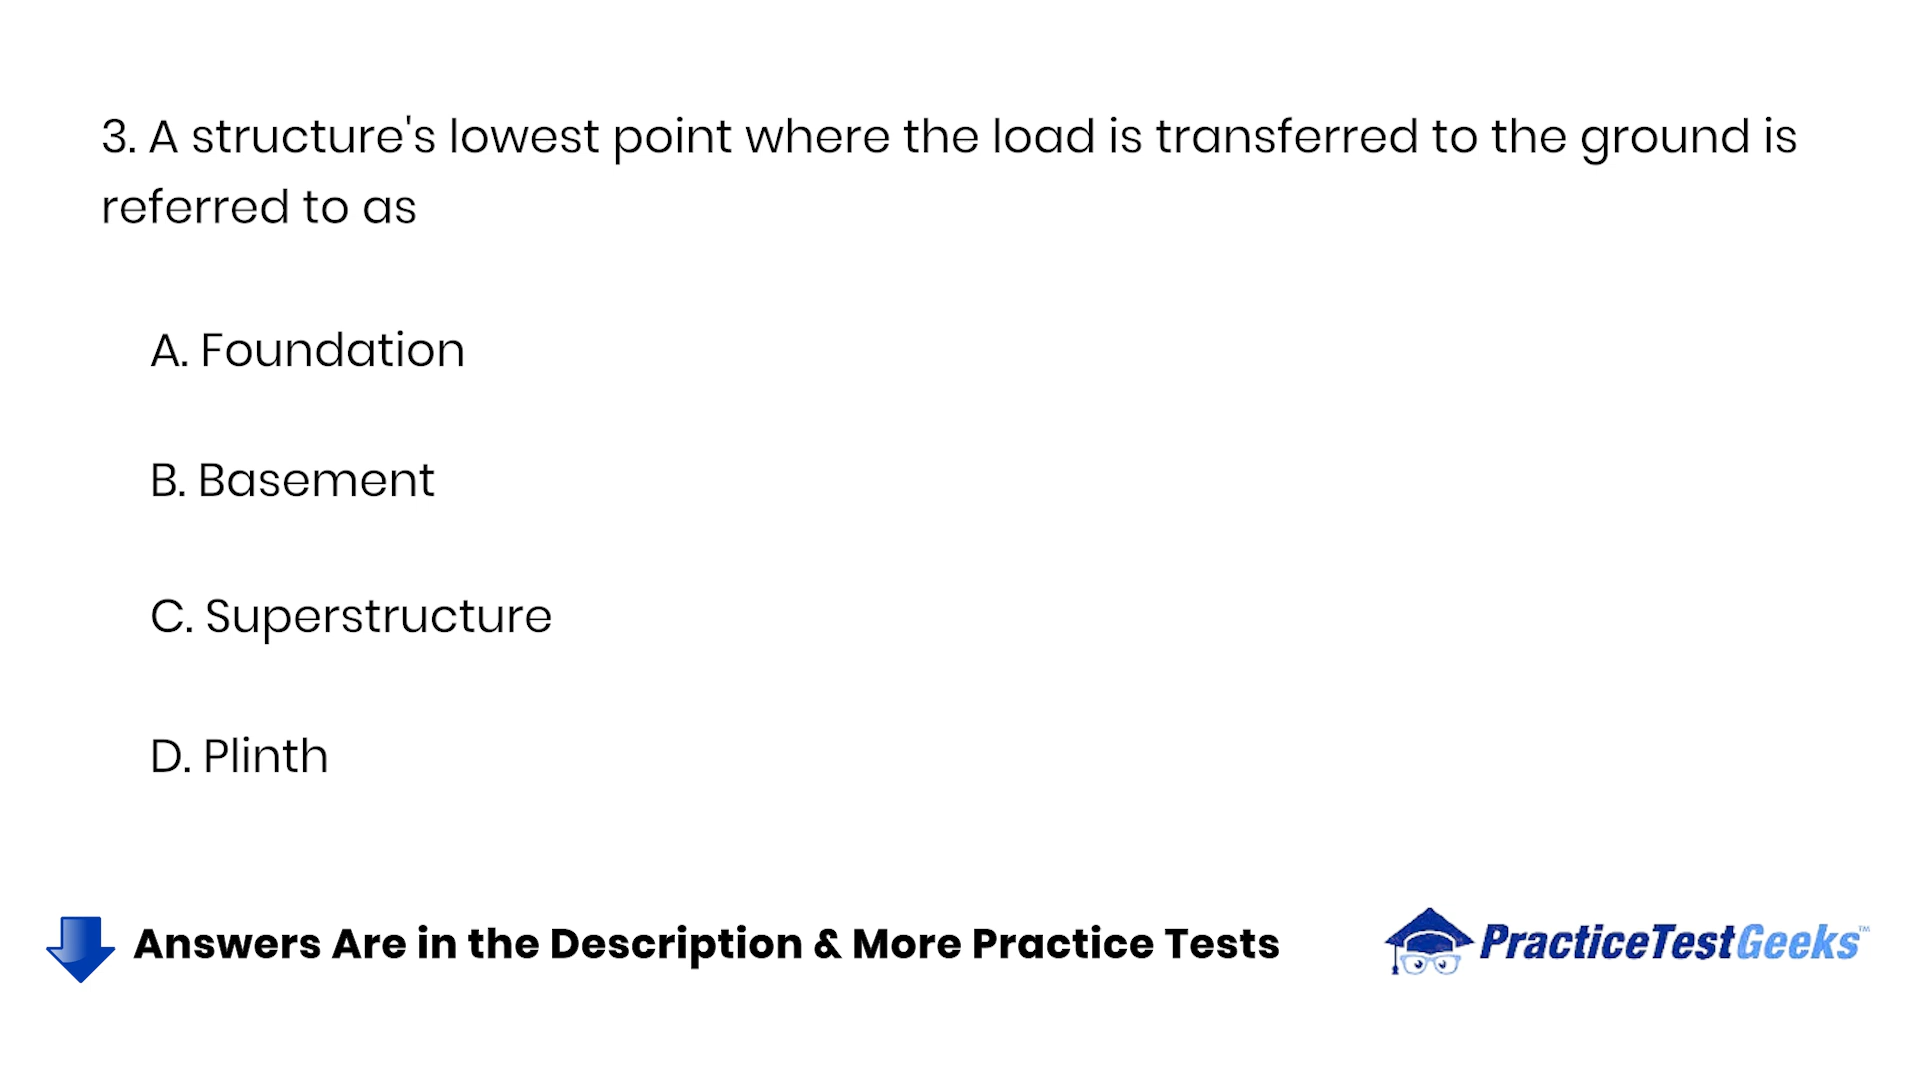 3. A structure's lowest point where the load is transferred to the ground is
referred to as
A. Foundation
B. Basement
C. Superstructure
D. Plinth
Answers Are in the Description & More Practice Tests
PracticeTestGeeks™